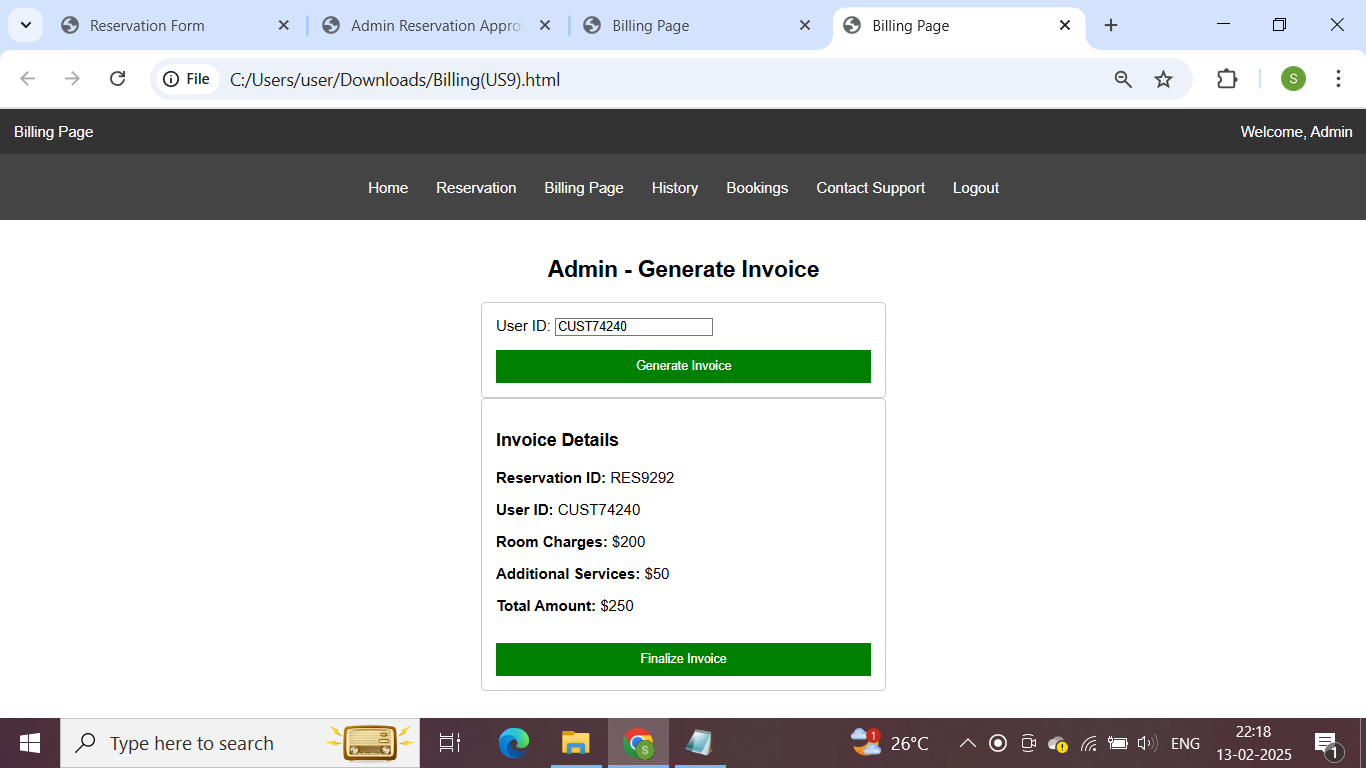 Reservation Form
Admin Reservation Appro
Billing Page
Billing Page
File
C:/Users/user/Downloads/Billing(US9).html
S
Billing Page
Welcome, Admin
Home
Reservation
Billing Page
History
Bookings
Contact Support
Logout
Admin - Generate Invoice
User ID: CUST74240
Generate Invoice
Invoice Details
Reservation ID: RES9292
User ID: CUST74240
Room Charges: $200
Additional Services: $50
Total Amount: $250
Finalize Invoice
Type here to search
S
1
26°C
ENG
22:18
13-02-2025
1